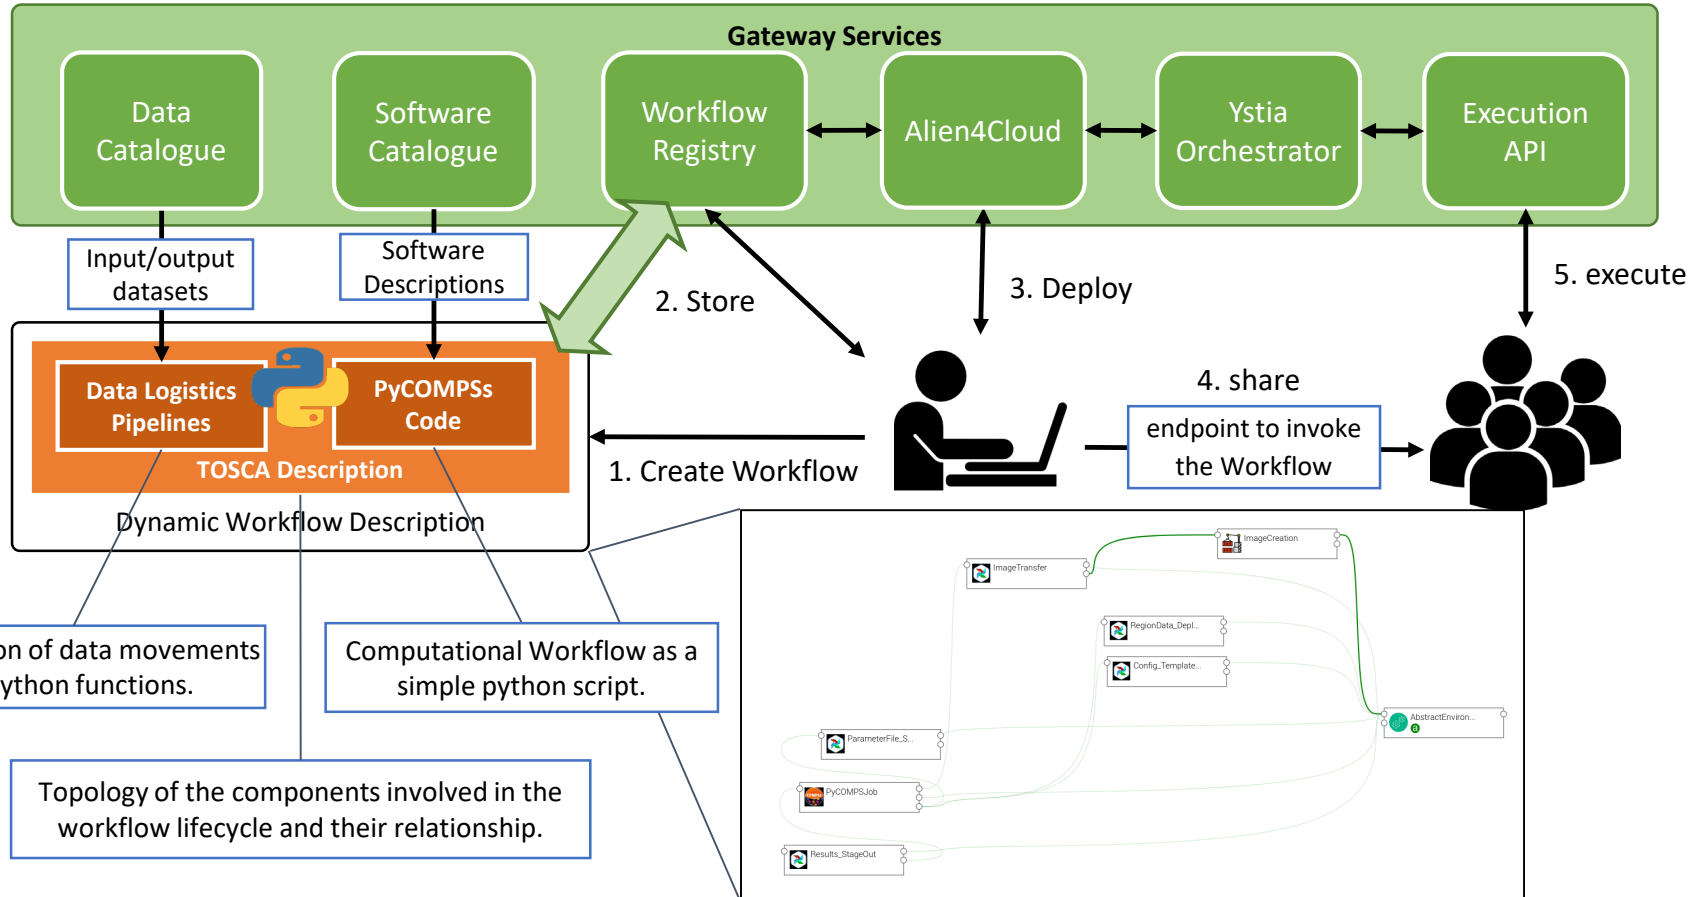 Gateway Services
Data
Catalogue
Software
Catalogue
Workflow
Registry
Alien4Cloud
Ystia
Orchestrator
Execution
API
Input/output
datasets
Software
Descriptions
2. Store
3. Deploy
5. execute
Data Logistics
Pipelines
PyCOMPSs
Code
TOSCA Description
Dynamic Workflow Description
1. Create Workflow
4. share
endpoint to invoke
the Workflow
of data movements
functions.
Computational Workflow as a
simple python script.
Topology of the components involved in the
workflow lifecycle and their relationship.
ImageCreation
ImageTransfer
RegionData_Depl...
Config_Template...
AbstractEnviron...
a
ParameterFile_S...
PyCOMPSJob
Results_StageOut